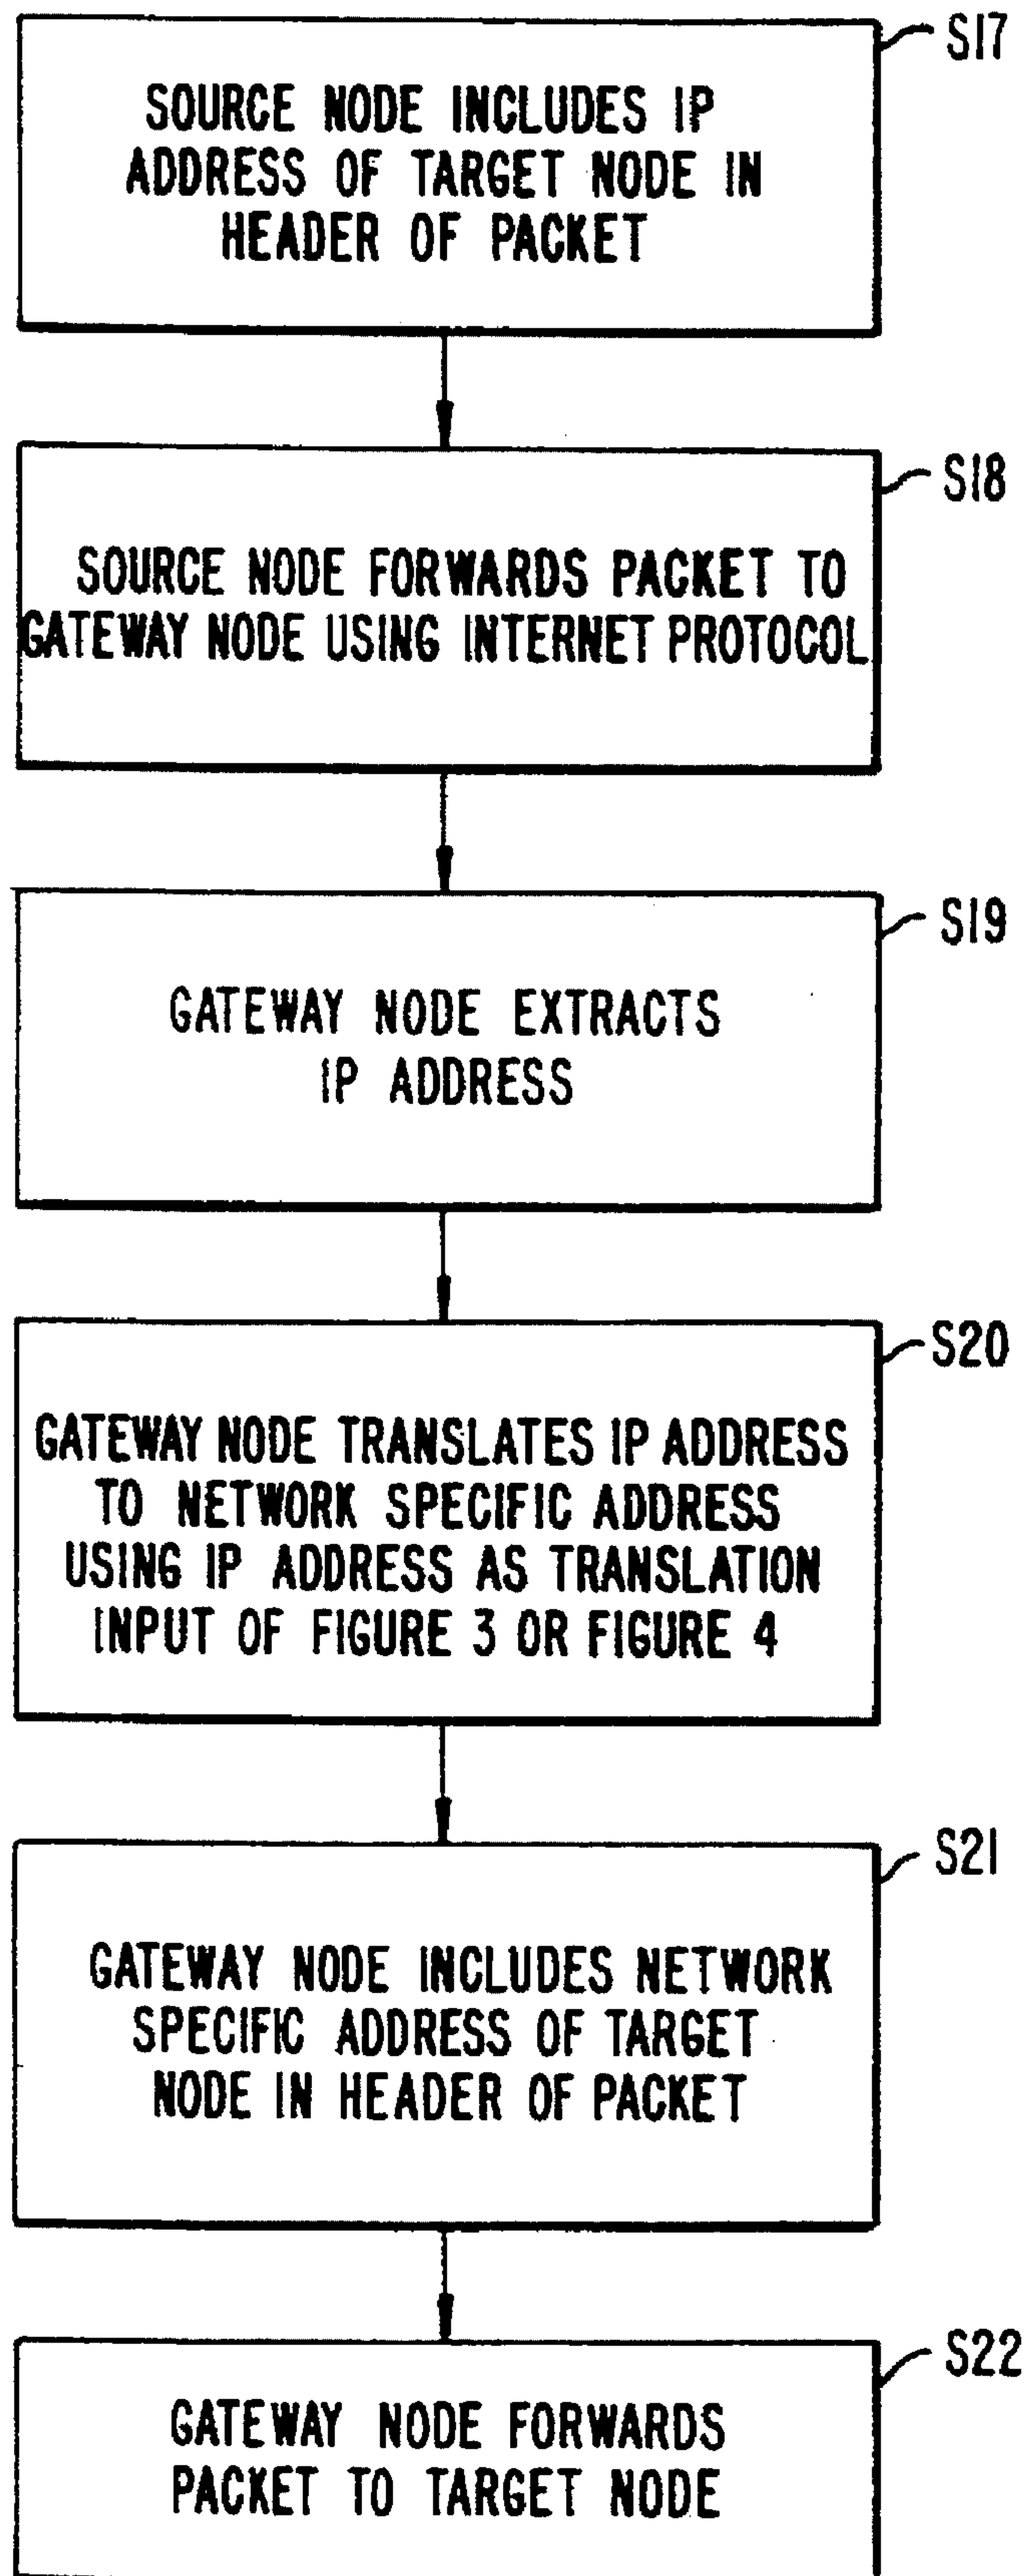 S17
SOURCE NODE INCLUDES IP
ADDRESS OF TARGET NODE IN
HEADER OF PACKET
S18
SOURCE NODE FORWARDS PACKET TO
GATEWAY NODE USING INTERNET PROTOCOL
S19
GATEWAY NODE EXTRACTS
IP ADDRESS
S20
GATEWAY NODE TRANSLATES IP ADDRESS
TO NETWORK SPECIFIC ADDRESS
USING IP ADDRESS AS TRANSLATION
INPUT OF FIGURE 3 OR FIGURE 4
S21
GATEWAY NODE INCLUDES NETWORK
SPECIFIC ADDRESS OF TARGET
NODE IN HEADER OF PACKET
S22
GATEWAY NODE FORWARDS
PACKET TO TARGET NODE